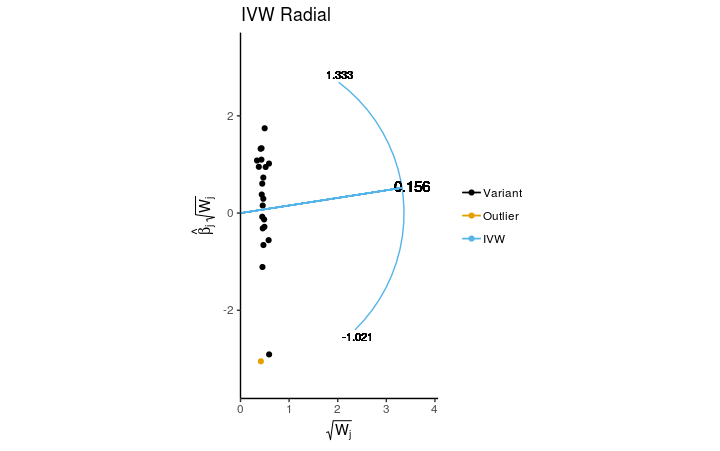 IVW Radial
1.333
2
0.156
Variant
0
β̂j√Wj
Outlier
IVW
-2
-1.021
0 1 2 3 4
√Wj